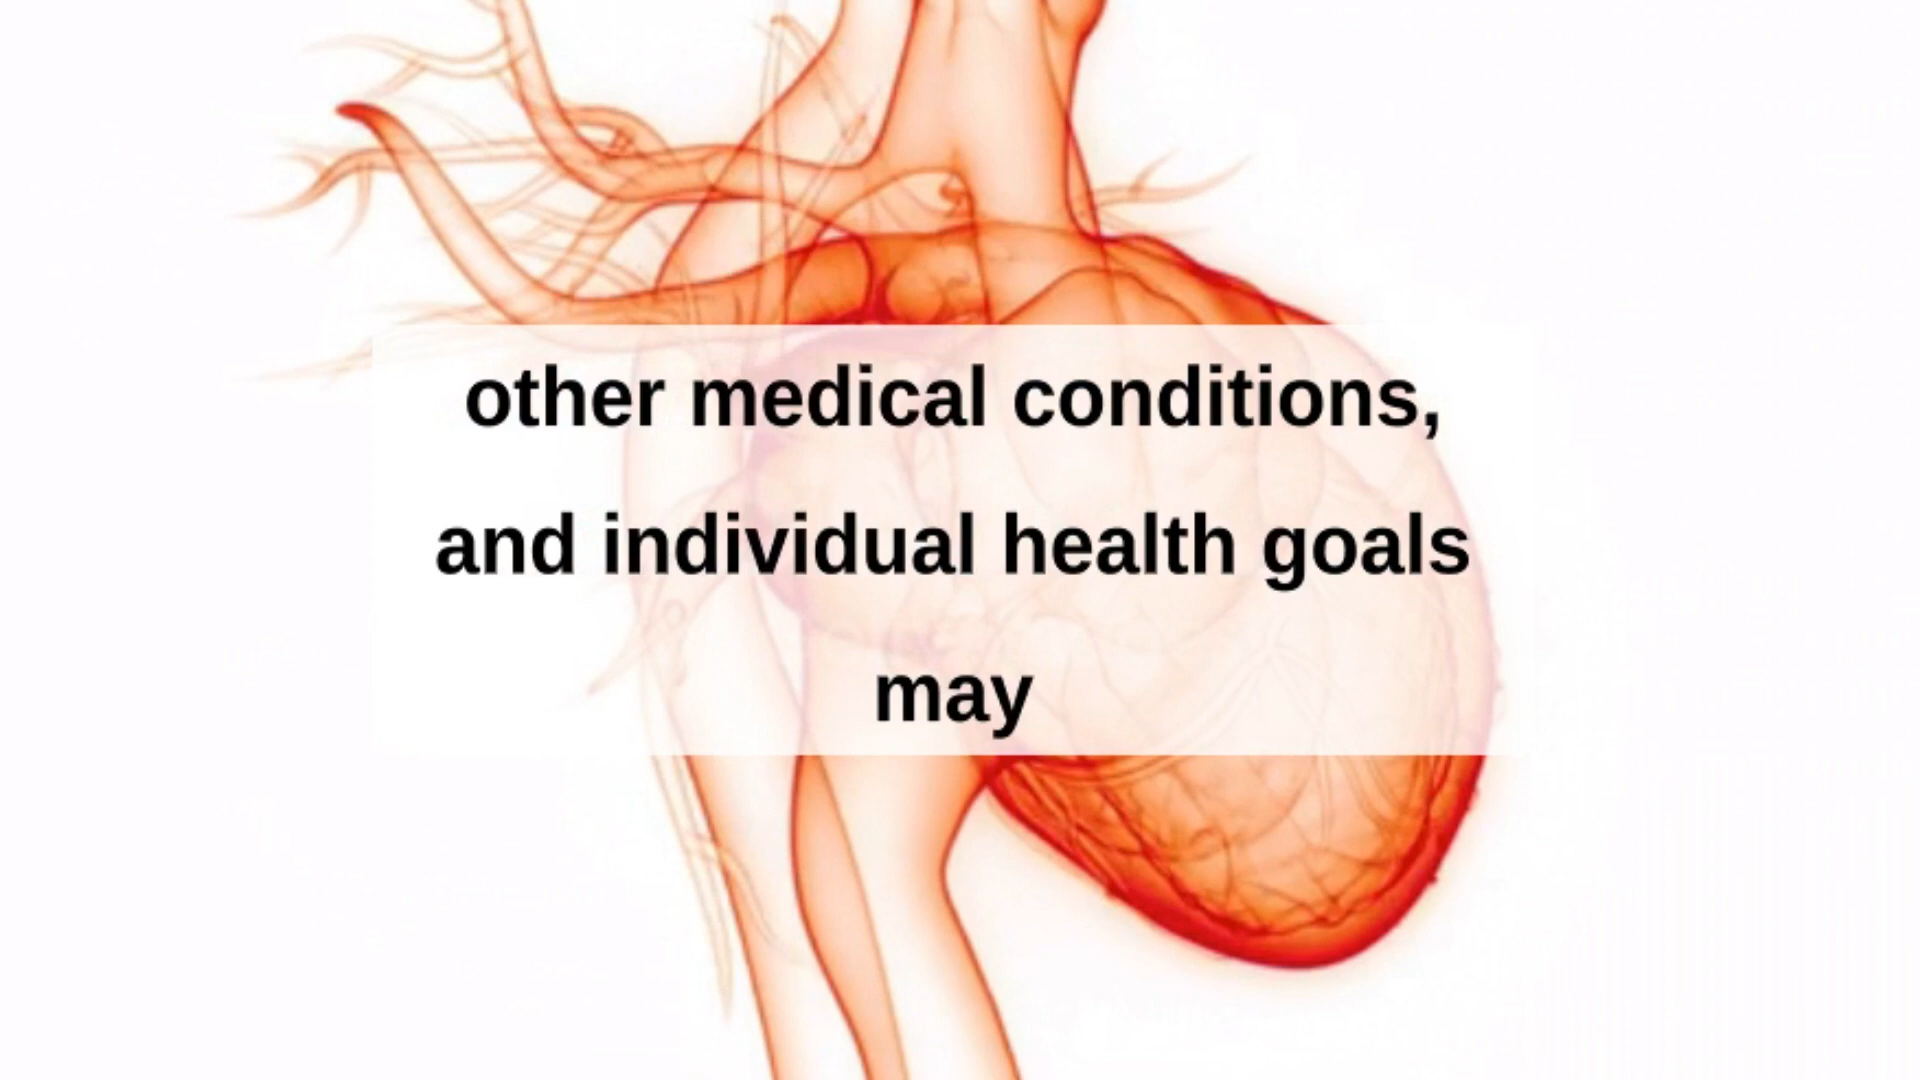 other medical conditions,
and individual health goals
may